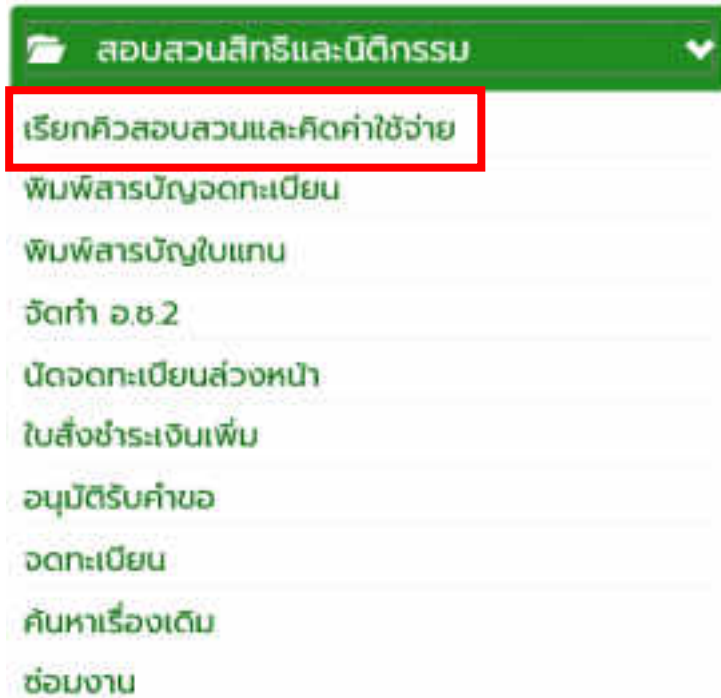 สอบสวนสิทธิและนิติกรรม
เรียกคิวสอบสวนและคิดค่าใช้จ่าย
พิมพ์สารบัญจดทะเบียน
พิมพ์สารบัญใบแทน
จัดทำ อ.ช.2
นัดจดทะเบียนล่วงหน้า
ใบสั่งชำระเงินเพิ่ม
อนุมัติรับคำขอ
จดทะเบียน
ค้นหาเรื่องเดิม
ซ่อมงาน